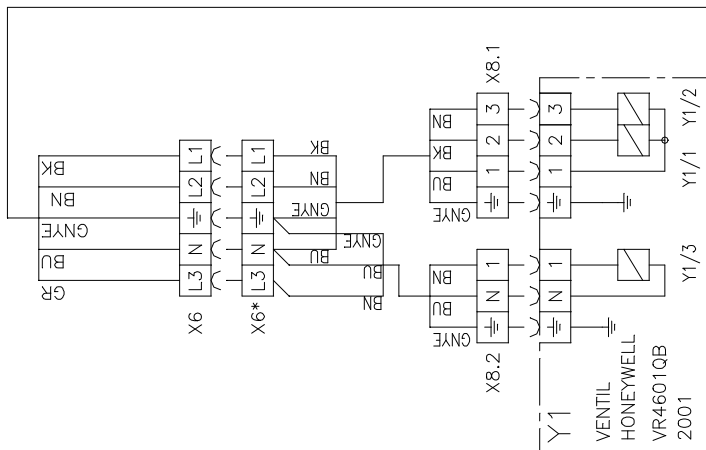 BK
BN
GNYE
BU
GR
L1
L2
N
L3
X6
L1
L2
N
L3
X6*
BK
BN
GNYE
GNYE
BU
BU
BN
X8.1
BN
BK
BU
GNYE
3
2
1
3
2
1
Y1/2
Y1/1
BN
BU
GNYE
1
N
X8.2
1
N
Y1/3
Y1
VENTIL
HONEYWELL
VR4601QB
2001